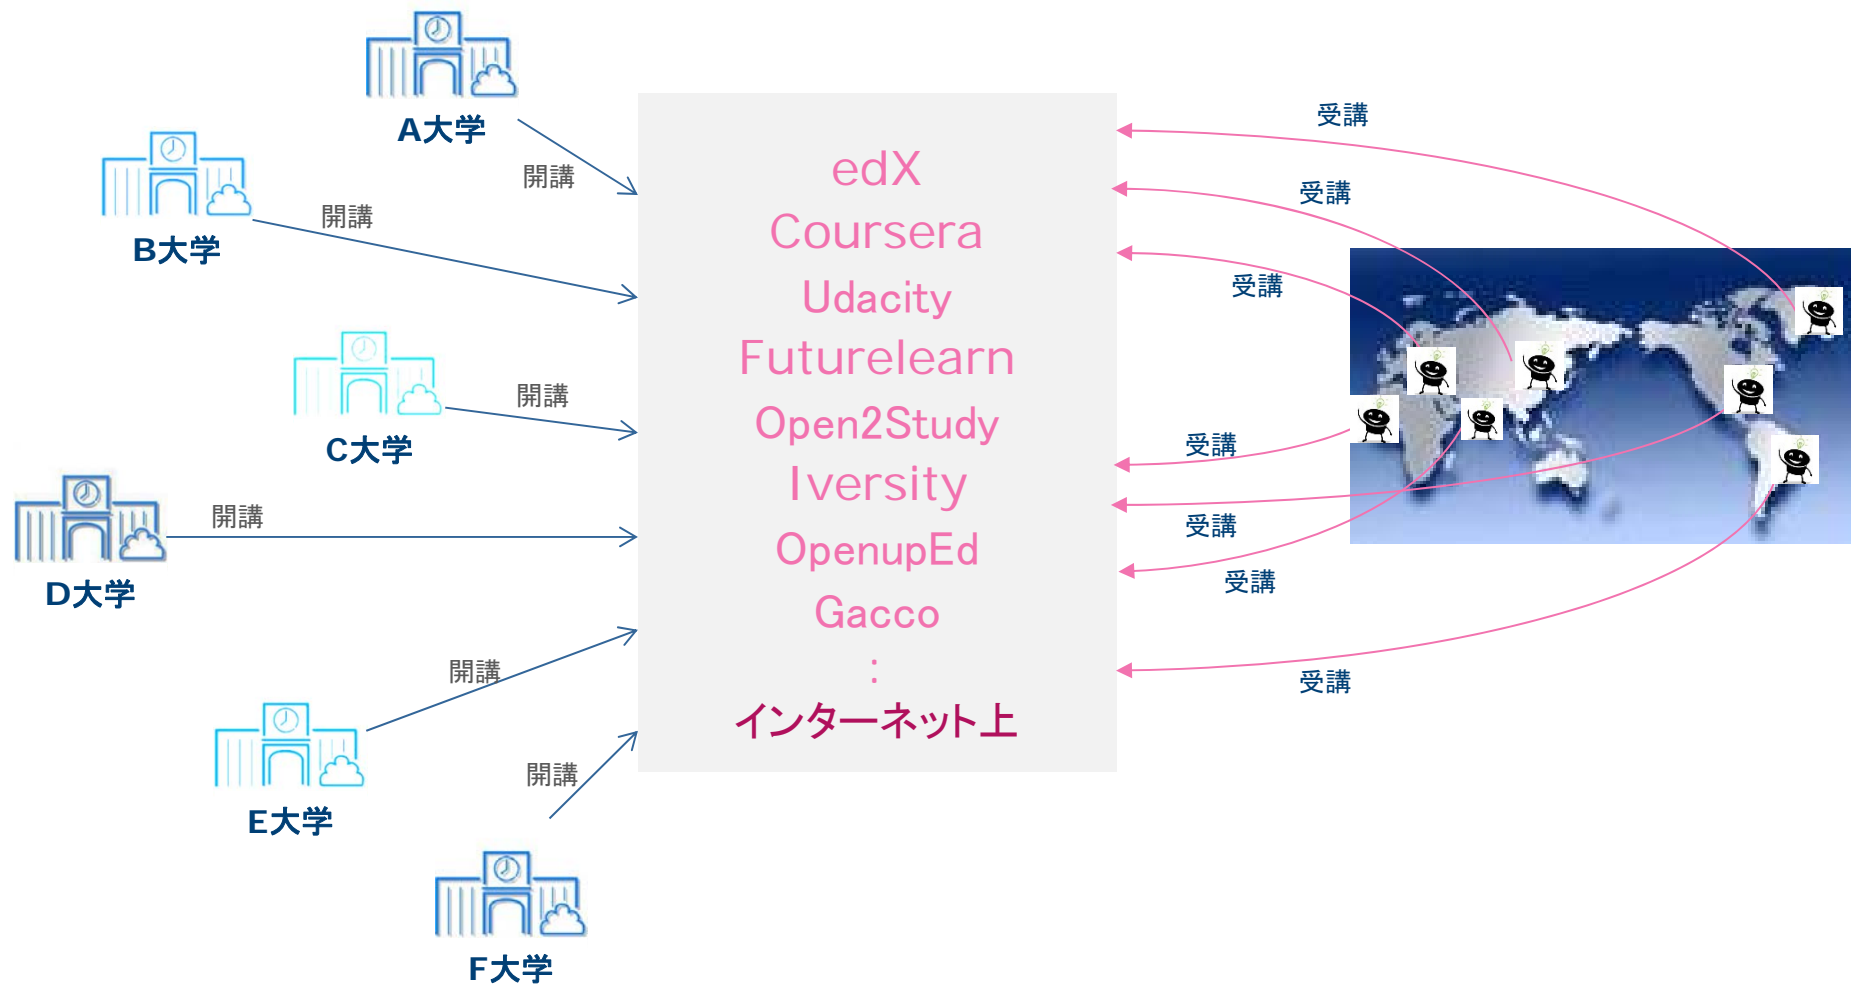 A大学
開講
B大学
開講
C大学
開講
D大学
開講
E大学
開講
F大学
開講
edX
Coursera
Udacity
Futurelearn
Open2Study
Iversity
OpenupEd
Gacco
:
インターネット上
受講
受講
受講
受講
受講
受講
受講